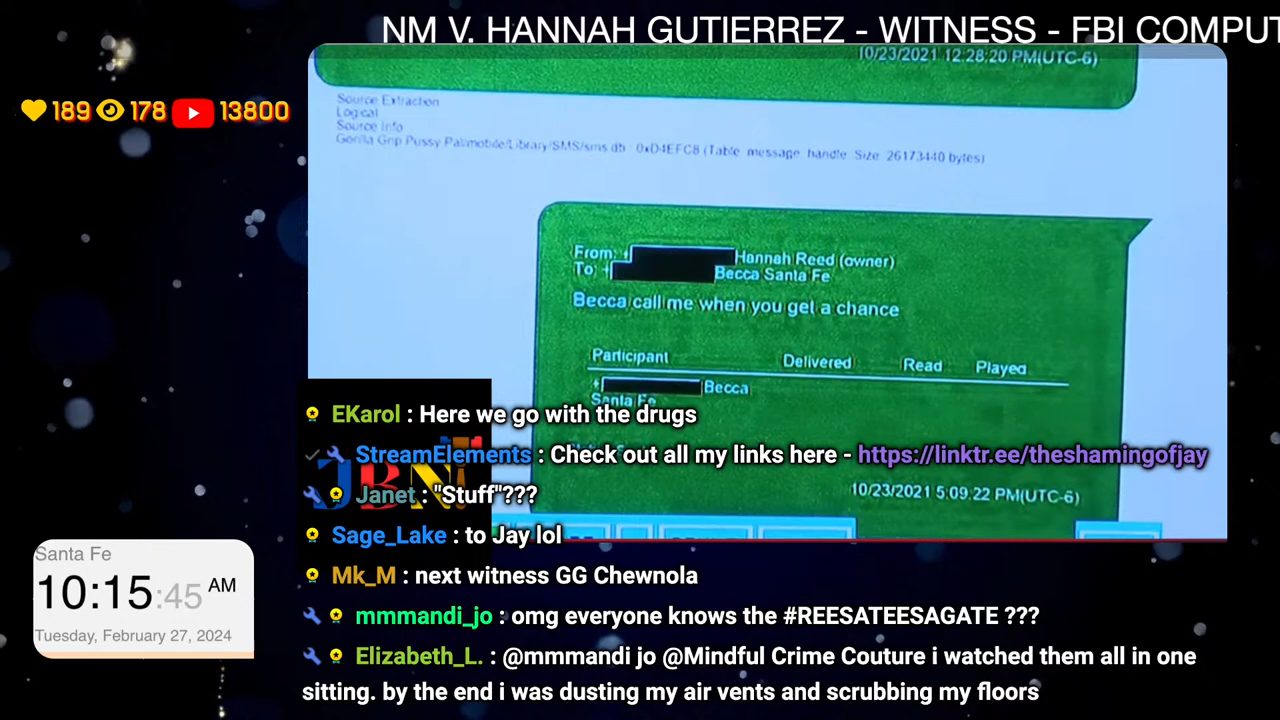 NM V. HANNAH GUTIERREZ - WITNESS - FBI COMPUT
189 178 13800
10/23/2021 12:28:20 PM(UTC-6)
Source Extraction
Logical
Source Info
Gorilla Grip Pussy Pal/mobile/Library/SMS/sms.db : 0xD4EFC8 (Table: message, handle Size: 26173440 bytes)
From: + Hannah Reed (owner)
To: + Becca Santa Fe
Becca call me when you get a chance
Participant Delivered Read Played
+ Becca
Santa Fe
10/23/2021 5:09:22 PM(UTC-6)
JBN
EKarol : Here we go with the drugs
StreamElements : Check out all my links here - https://linktr.ee/theshamingofjay
Janet : "Stuff"???
Sage_Lake : to Jay lol
Mk_M : next witness GG Chewnola
mmmandi_jo : omg everyone knows the #REESATEESAGATE ???
Elizabeth_L. : @mmmandi jo @Mindful Crime Couture i watched them all in one
sitting. by the end i was dusting my air vents and scrubbing my floors
Santa Fe
10:15:45 AM
Tuesday, February 27, 2024